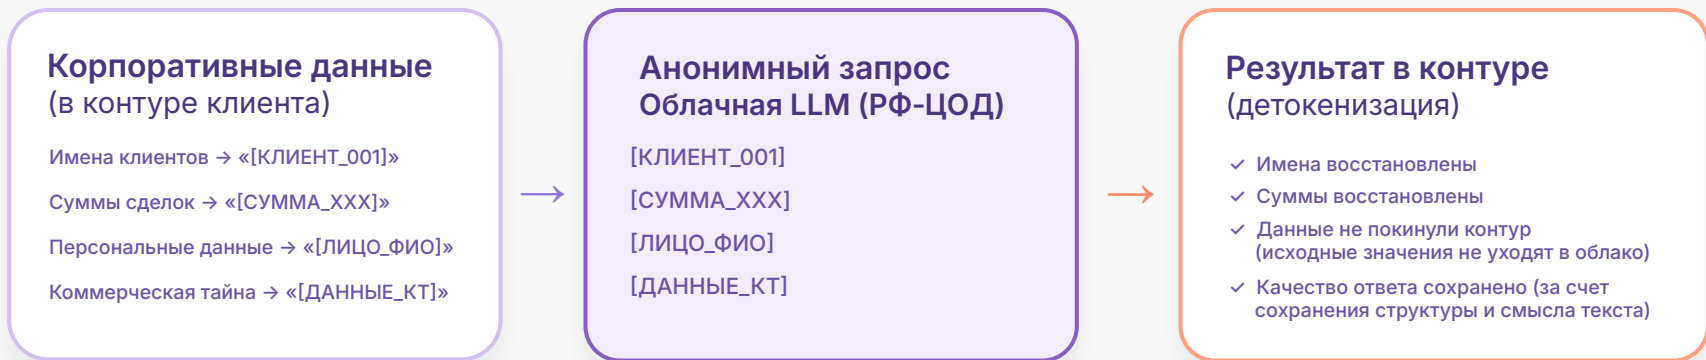 Корпоративные данные
(в контуре клиента)
Имена клиентов → «[КЛИЕНТ_001]»
Суммы сделок → «[СУММА_XXX]»
Персональные данные → «[ЛИЦО_ФИО]»
Коммерческая тайна → «[ДАННЫЕ_КТ]»
→
Анонимный запрос
Облачная LLM (РФ-ЦОД)
[КЛИЕНТ_001]
[СУММА_XXX]
[ЛИЦО_ФИО]
[ДАННЫЕ_КТ]
→
Результат в контуре
(детокенизация)
✓ Имена восстановлены
✓ Суммы восстановлены
✓ Данные не покинули контур
(исходные значения не уходят в облако)
✓ Качество ответа сохранено (за счет
сохранения структуры и смысла текста)